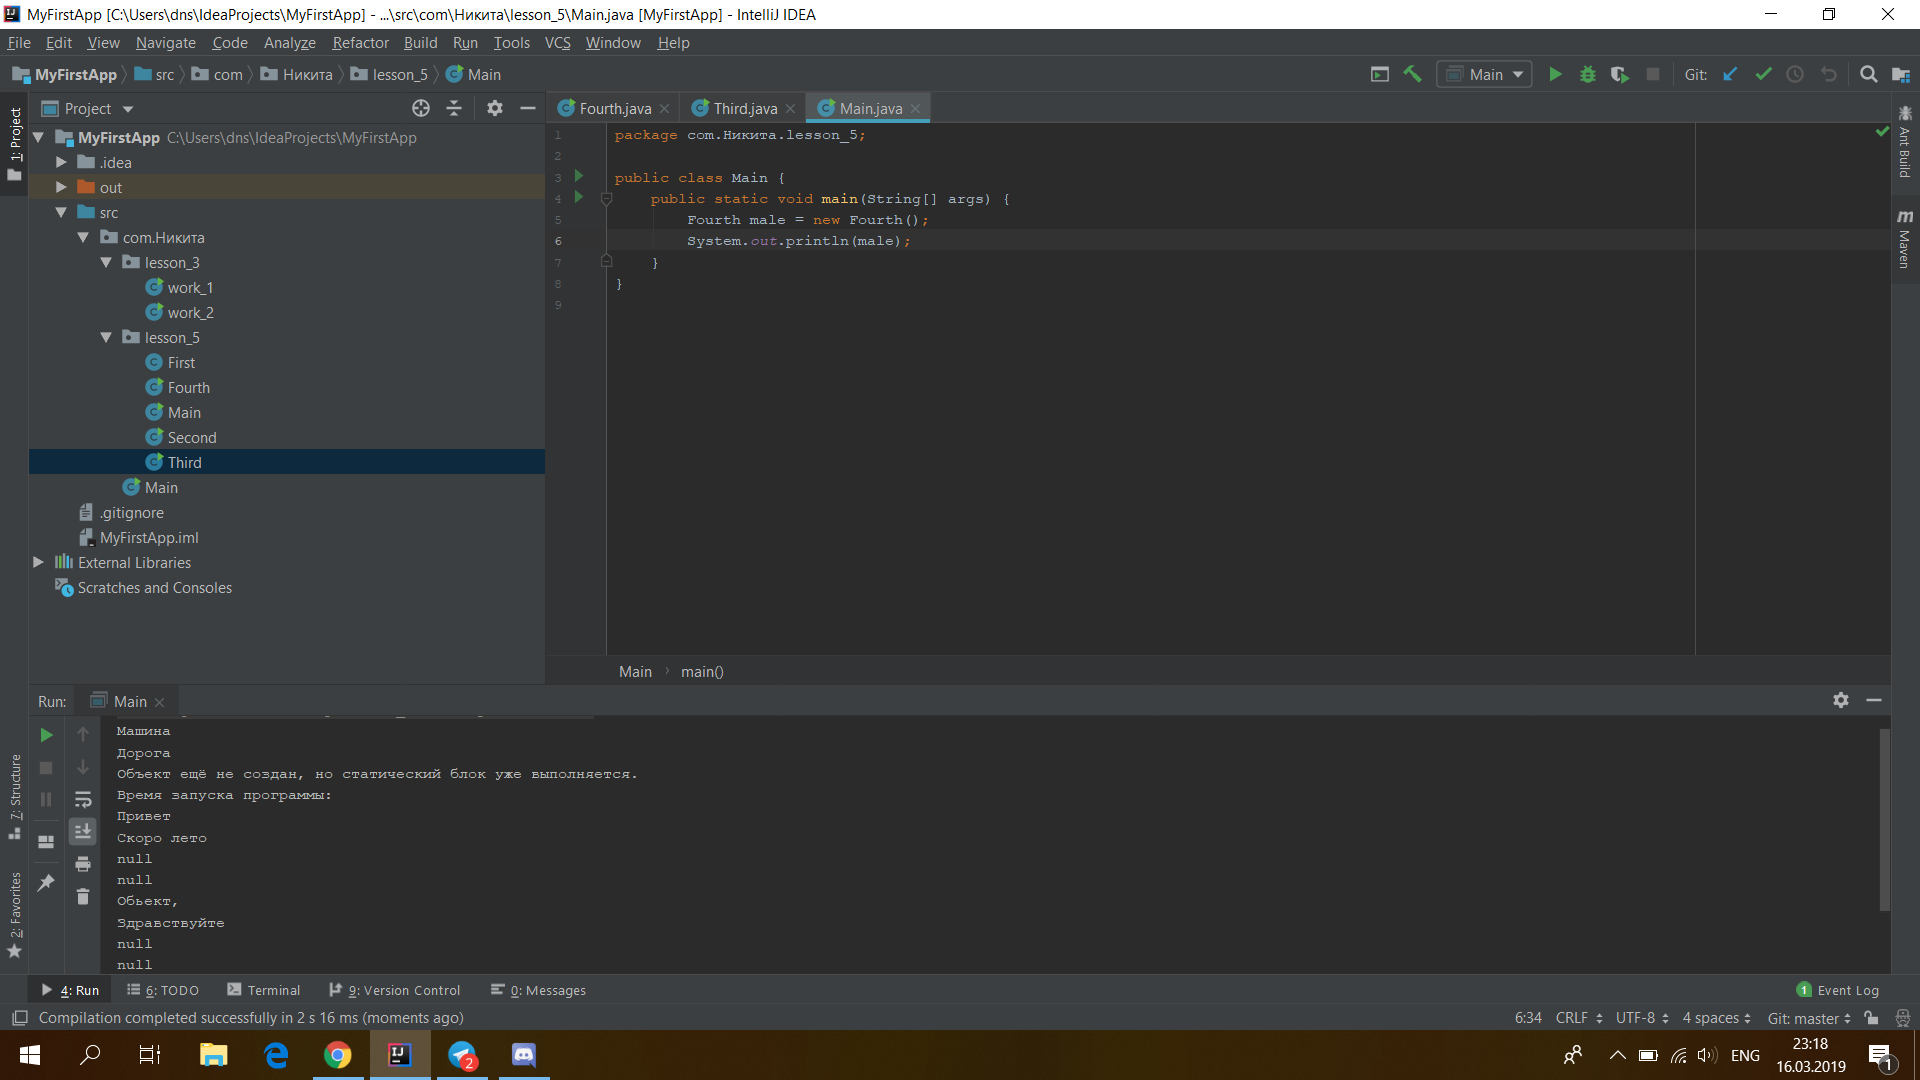 MyFirstApp [C:\Users\dns\IdeaProjects\MyFirstApp] - ...\src\com\Никита\lesson_5\Main.java [MyFirstApp] - IntelliJ IDEA
File Edit View Navigate Code Analyze Refactor Build Run Tools VCS Window Help
MyFirstApp src com Никита lesson_5 Main
Main Git:
Project
Fourth.java Third.java Main.java
1: Project
MyFirstApp C:\Users\dns\IdeaProjects\MyFirstApp
.idea
out
src
com.Никита
lesson_3
work_1
work_2
lesson_5
First
Fourth
Main
Second
Third
Main
.gitignore
MyFirstApp.iml
External Libraries
Scratches and Consoles
1 package com.Никита.lesson_5;
2
3 public class Main {
4 public static void main(String[] args) {
5 Fourth male = new Fourth();
6 System.out.println(male);
7 }
8 }
9
Ant Build
Maven
Main main()
Run: Main
Машина
Дорога
Объект ещё не создан, но статический блок уже выполняется.
Время запуска программы:
Привет
Скоро лето
null
null
Обьект,
Здравствуйте
null
null
7: Structure
2: Favorites
4: Run 6: TODO Terminal 9: Version Control 0: Messages
1 Event Log
Compilation completed successfully in 2 s 16 ms (moments ago)
6:34 CRLF UTF-8 4 spaces Git: master
2
ENG
23:18
16.03.2019
1